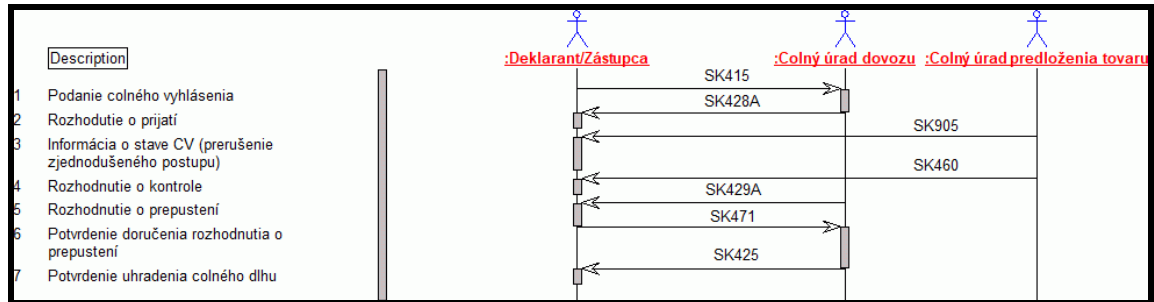 Description
:Deklarant/Zástupca
:Colný úrad dovozu
:Colný úrad predloženia tovaru
1 Podanie colného vyhlásenia
2 Rozhodutie o prijatí
3 Informácia o stave CV (prerušenie
zjednodušeného postupu)
4 Rozhodnutie o kontrole
5 Rozhodnutie o prepustení
6 Potvrdenie doručenia rozhodnutia o
prepustení
7 Potvrdenie uhradenia colného dlhu
SK415
SK428A
SK905
SK460
SK429A
SK471
SK425